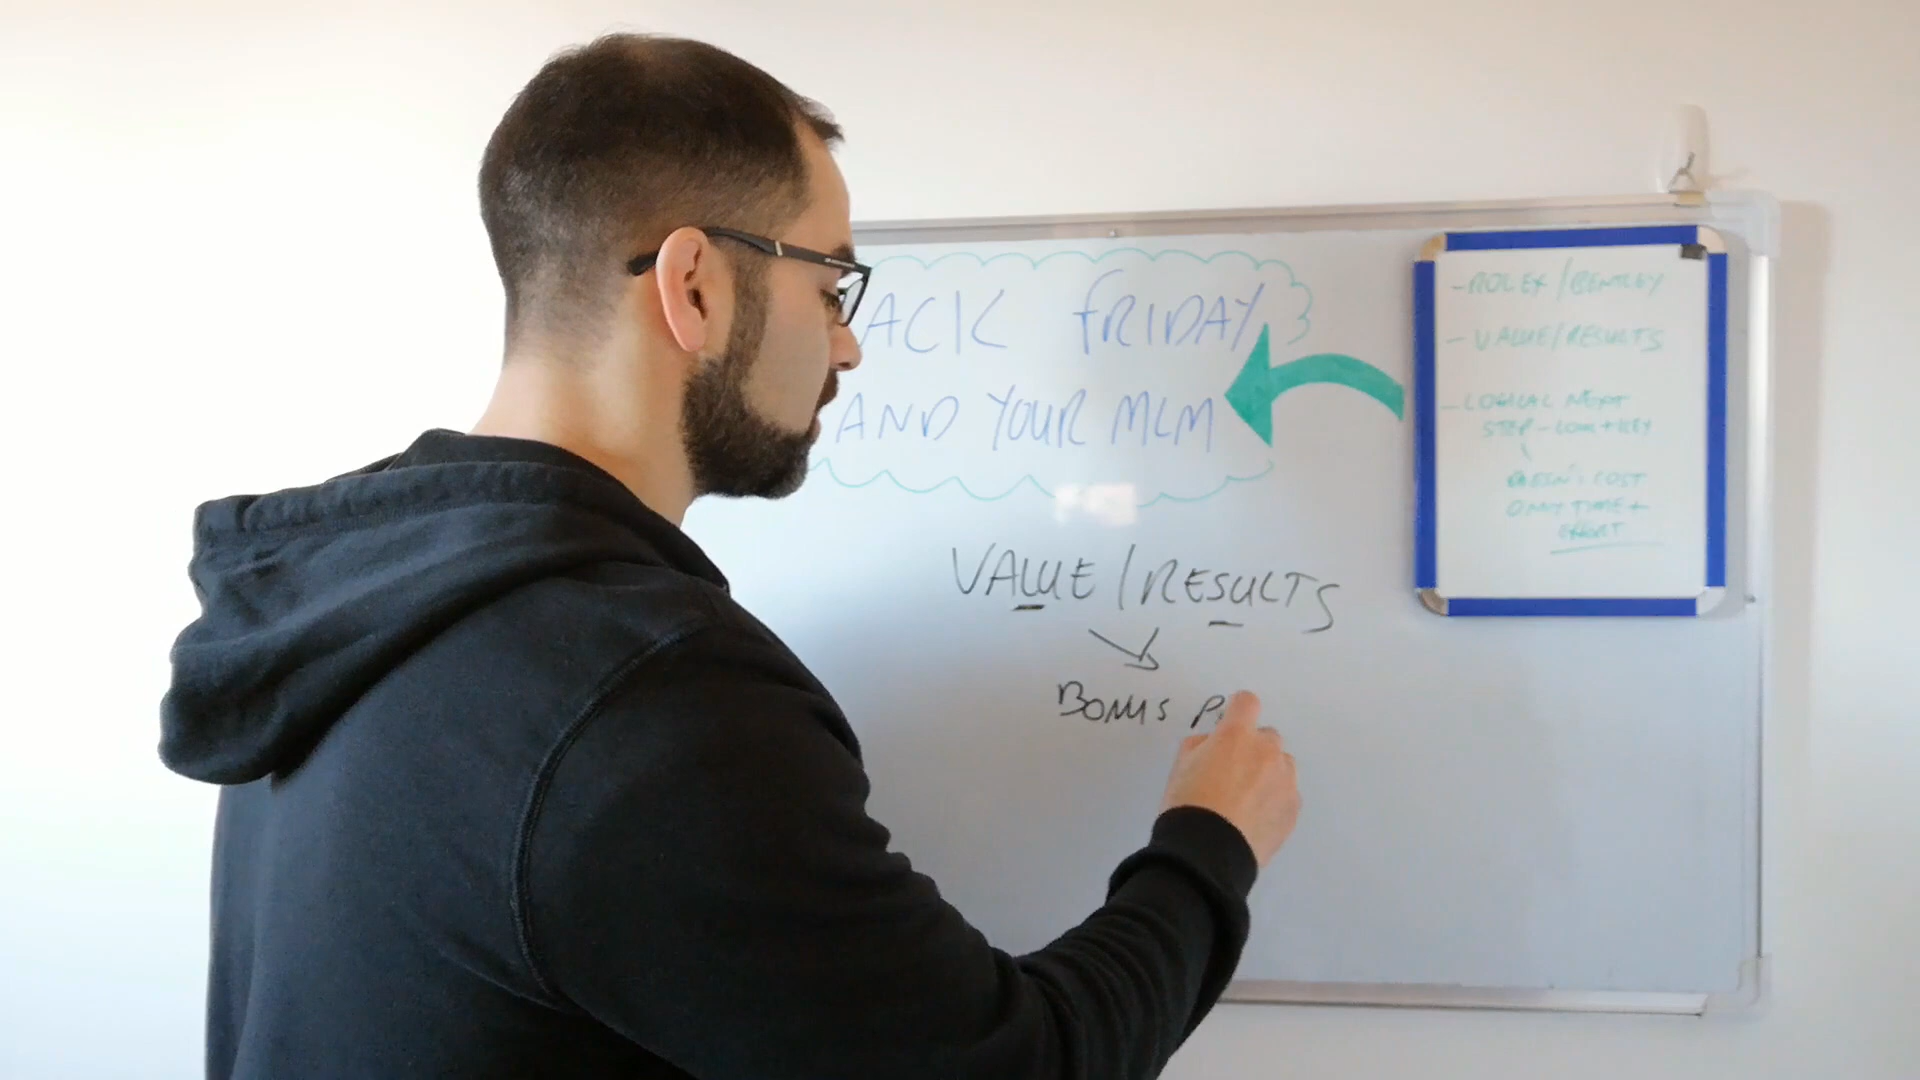 ACK FRIDAY
AND YOUR MLM
VALUE/RESULTS
BONUS P
- ROLEX/BENTLEY
- VALUE/RESULTS
- LOGICAL NEXT
STEP - LOW + KEY
DOESN'T COST
ONLY TIME +
EFFORT